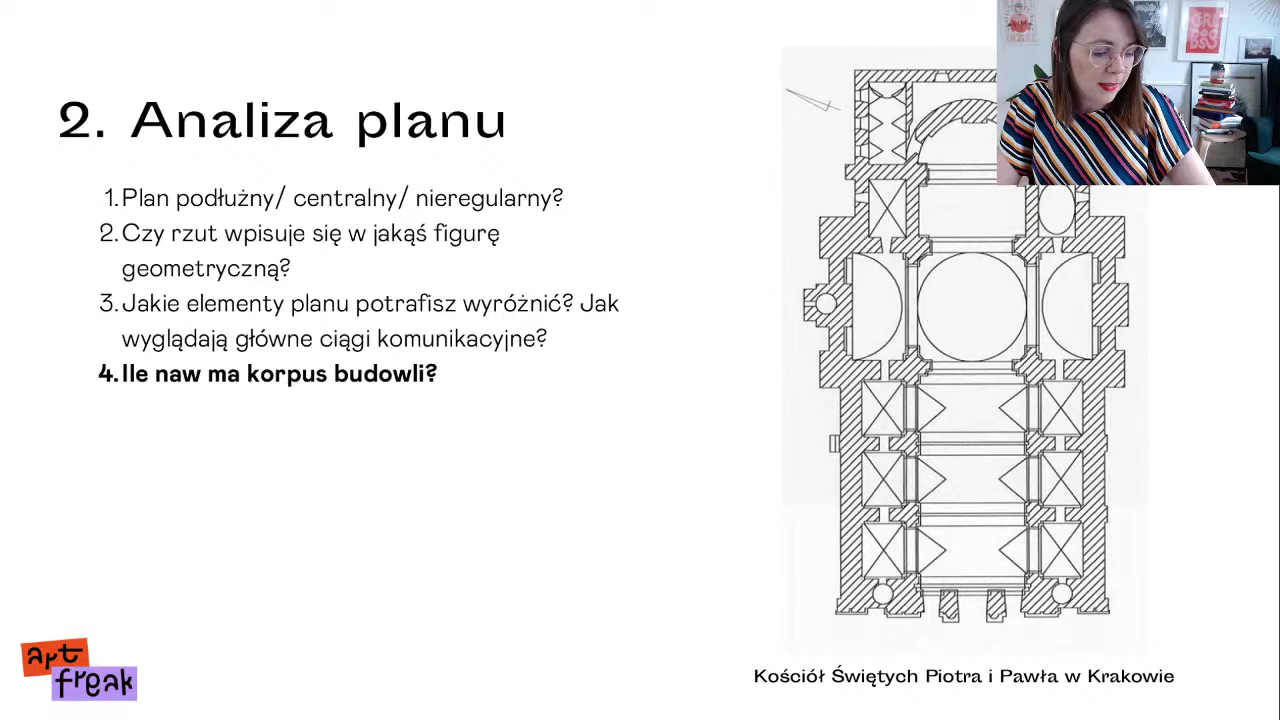 2. Analiza planu
1. Plan podłużny/ centralny/ nieregularny?
2. Czy rzut wpisuje się w jakąś figurę
geometryczną?
3. Jakie elementy planu potrafisz wyróżnić? Jak
wyglądają główne ciągi komunikacyjne?
4. Ile naw ma korpus budowli?
Kościół Świętych Piotra i Pawła w Krakowie
art
freak